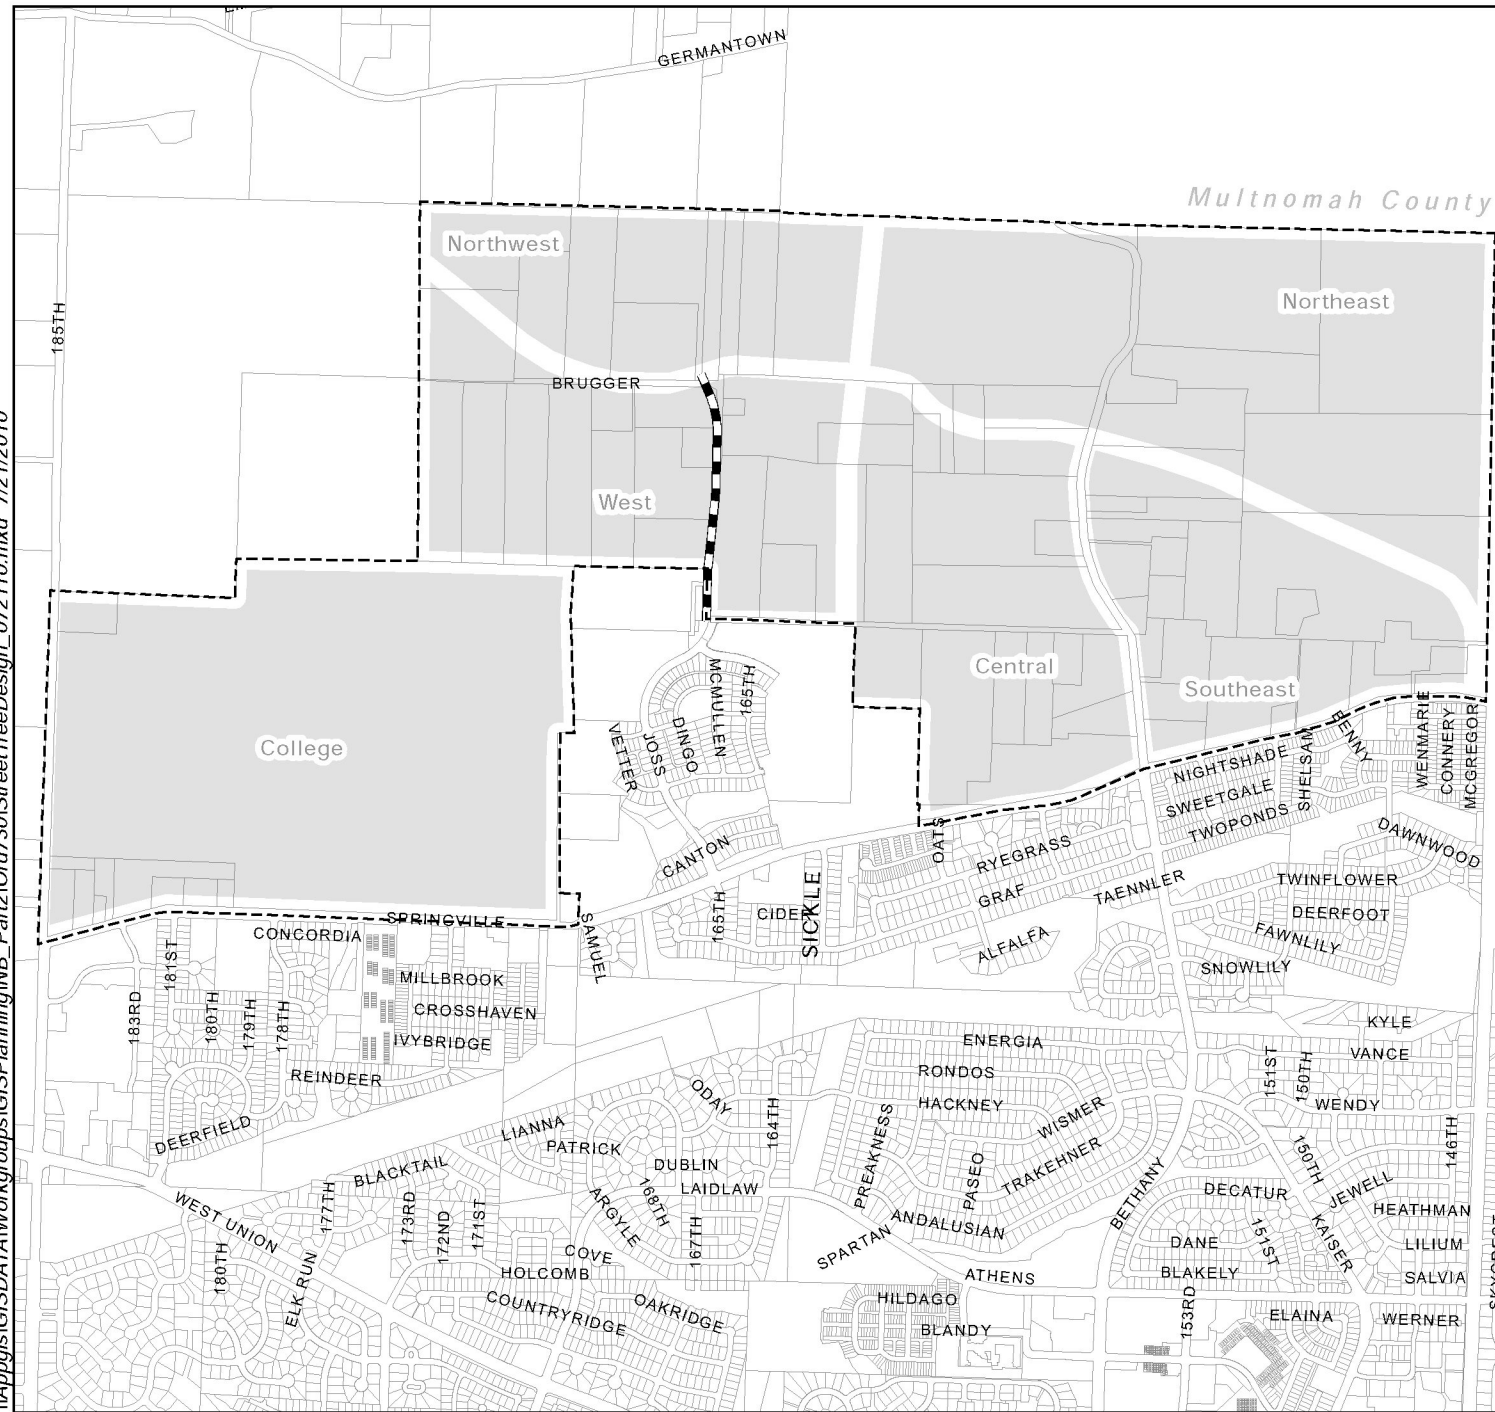 GERMANTOWN
Multnomah County
Northwest
Northeast
185TH
BRUGGER
West
Central
Southeast
College
MCMULLEN
165TH
DINGO
JOSS
VETTER
CANTON
WENMARIE
CONNERY
MCGREGOR
NIGHTSHADE
SHELSAM
SWEETGALE
TWOPONDS
DAWNWOOD
OATS
RYEGRASS
GRAF
TAENNLER
TWINFLOWER
DEERFOOT
FAWNLILY
SNOWLILY
165TH
CIDER
SICKLE
ALFALFA
SPRINGVILLE
SAMUEL
CONCORDIA
181ST
MILLBROOK
CROSSHAVEN
IVYBRIDGE
183RD
180TH
179TH
178TH
REINDEER
DEERFIELD
KYLE
VANCE
ENERGIA
RONDOS
HACKNEY
WISMER
151ST
150TH
WENDY
146TH
ODAY
164TH
LIANNA
PATRICK
DUBLIN
LAIDLAW
PREAKNESS
PASEO
TRAKEHNER
BETHANY
150TH
JEWELL
DECATUR
HEATHMAN
BLACKTAIL
WEST UNION
177TH
173RD
172ND
171ST
ARGYLE
168TH
167TH
ANDALUSIAN
SPARTAN
DANE
151ST
KAISER
LILIUM
BLAKELY
SALVIA
180TH
ELK RUN
COVE
HOLCOMB
COUNTRYRIDGE
OAKRIDGE
ATHENS
HILDAGO
BLANDY
153RD
ELAINA
WERNER